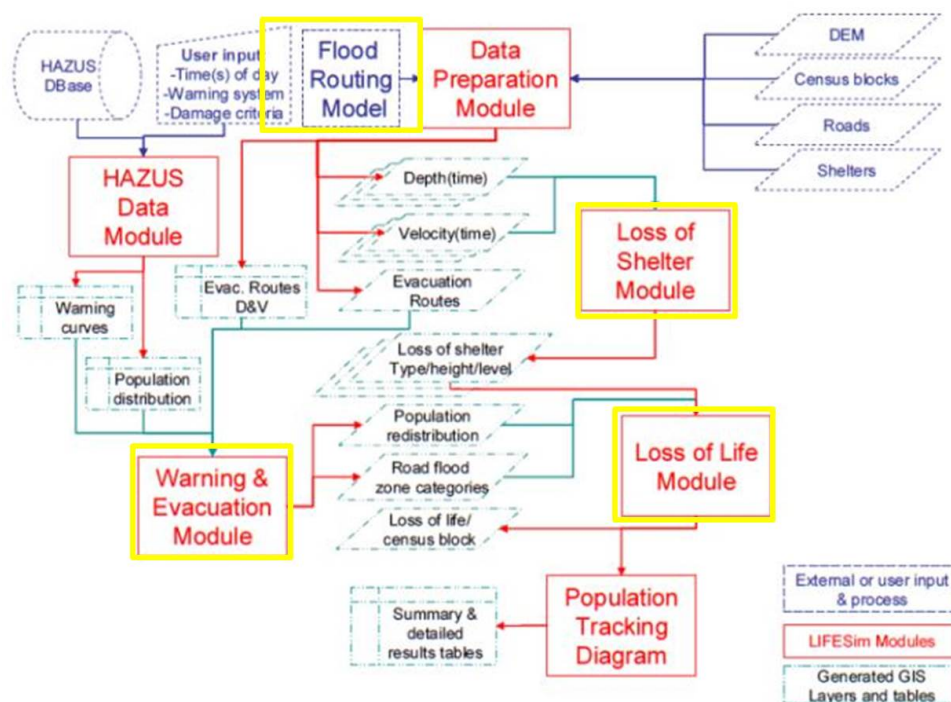 HAZUS
DBase
User input
-Time(s) of day
-Warning system
-Damage criteria
Flood
Routing
Model
Data
Preparation
Module
DEM
Census blocks
Roads
Shelters
HAZUS
Data
Module
Depth(time)
Velocity(time)
Loss of
Shelter
Module
Evac. Routes
D&V
Evacuation
Routes
Warning
curves
Loss of shelter
Type/height/level
Population
distribution
Population
redistribution
Loss of Life
Module
Warning &
Evacuation
Module
Road flood
zone categories
Loss of life/
census block
Population
Tracking
Diagram
Summary &
detailed
results tables
External or user input
& process
LIFESim Modules
Generated GIS
Layers and tables